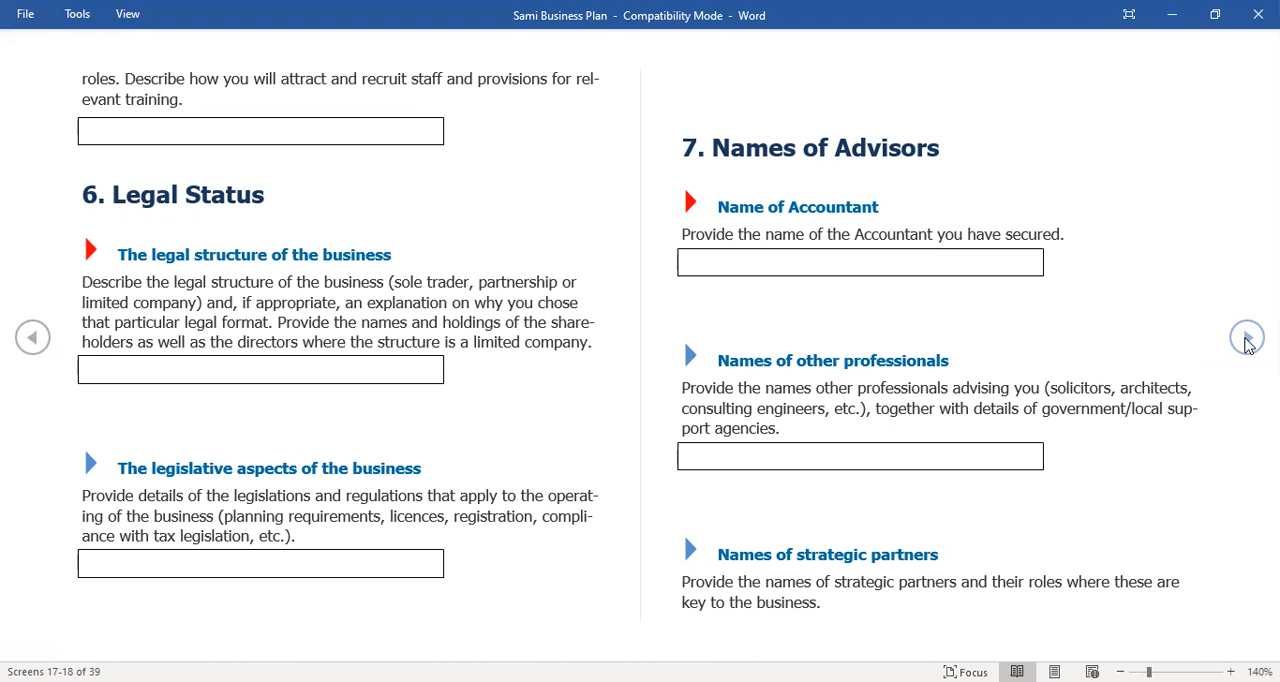 File Tools View Sami Business Plan - Compatibility Mode - Word
roles. Describe how you will attract and recruit staff and provisions for rel-
evant training.
6. Legal Status
The legal structure of the business
Describe the legal structure of the business (sole trader, partnership or
limited company) and, if appropriate, an explanation on why you chose
that particular legal format. Provide the names and holdings of the share-
holders as well as the directors where the structure is a limited company.
The legislative aspects of the business
Provide details of the legislations and regulations that apply to the operat-
ing of the business (planning requirements, licences, registration, compli-
ance with tax legislation, etc.).
7. Names of Advisors
Name of Accountant
Provide the name of the Accountant you have secured.
Names of other professionals
Provide the names other professionals advising you (solicitors, architects,
consulting engineers, etc.), together with details of government/local sup-
port agencies.
Names of strategic partners
Provide the names of strategic partners and their roles where these are
key to the business.
Screens 17-18 of 39 Focus 140%